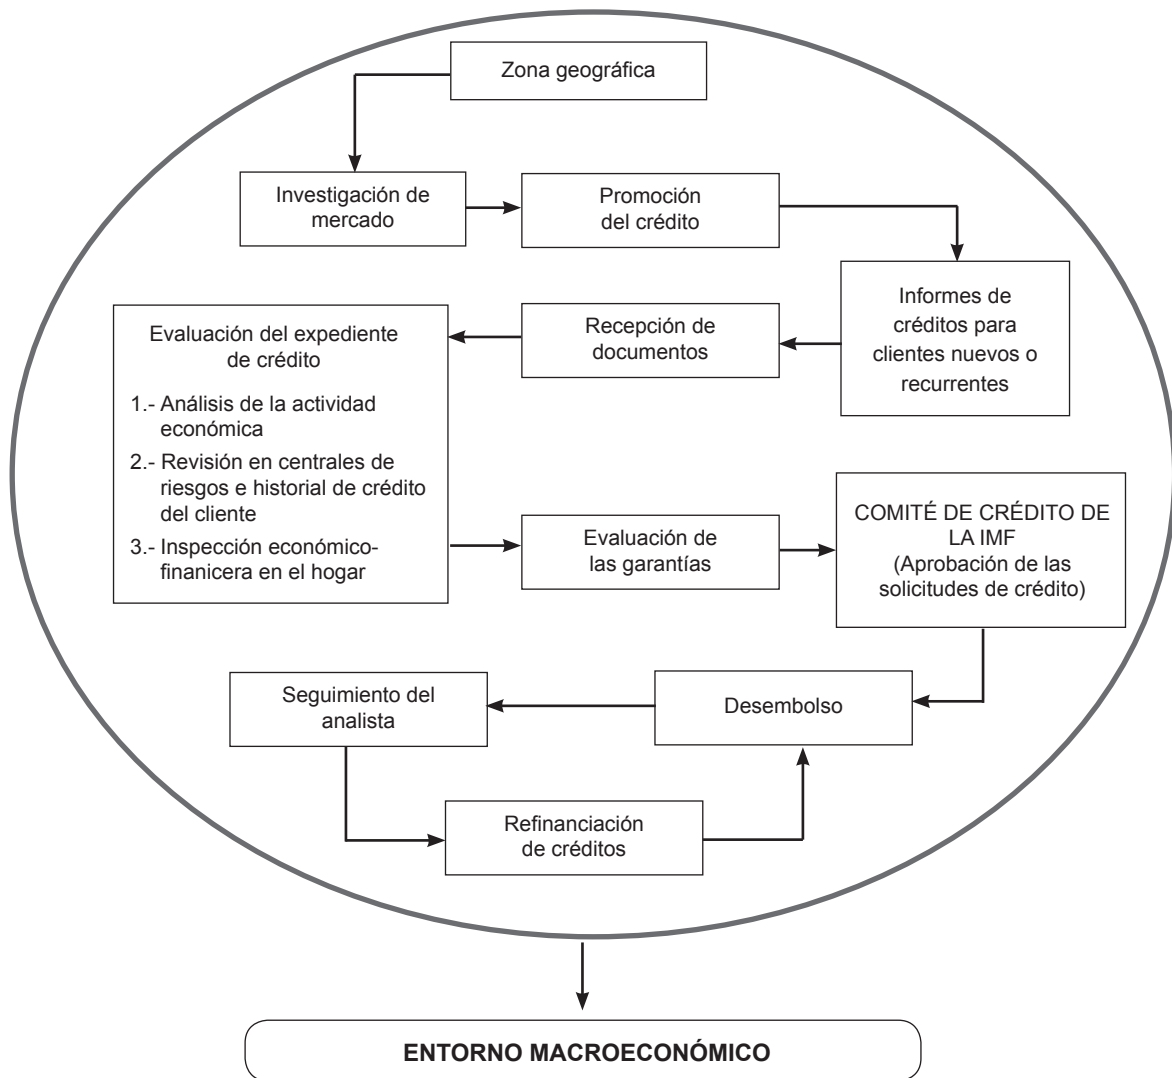 Zona geográfica
Investigación de
mercado
Promoción
del crédito
Informes de
créditos para
clientes nuevos o
recurrentes
Recepción de
documentos
Evaluación del expediente
de crédito
1.- Análisis de la actividad
económica
2.- Revisión en centrales de
riesgos e historial de crédito
del cliente
3.- Inspección económico-
finanicera en el hogar
Evaluación de
las garantías
COMITÉ DE CRÉDITO DE
LA IMF
(Aprobación de las
solicitudes de crédito)
Desembolso
Seguimiento del
analista
Refinanciación
de créditos
ENTORNO MACROECONÓMICO